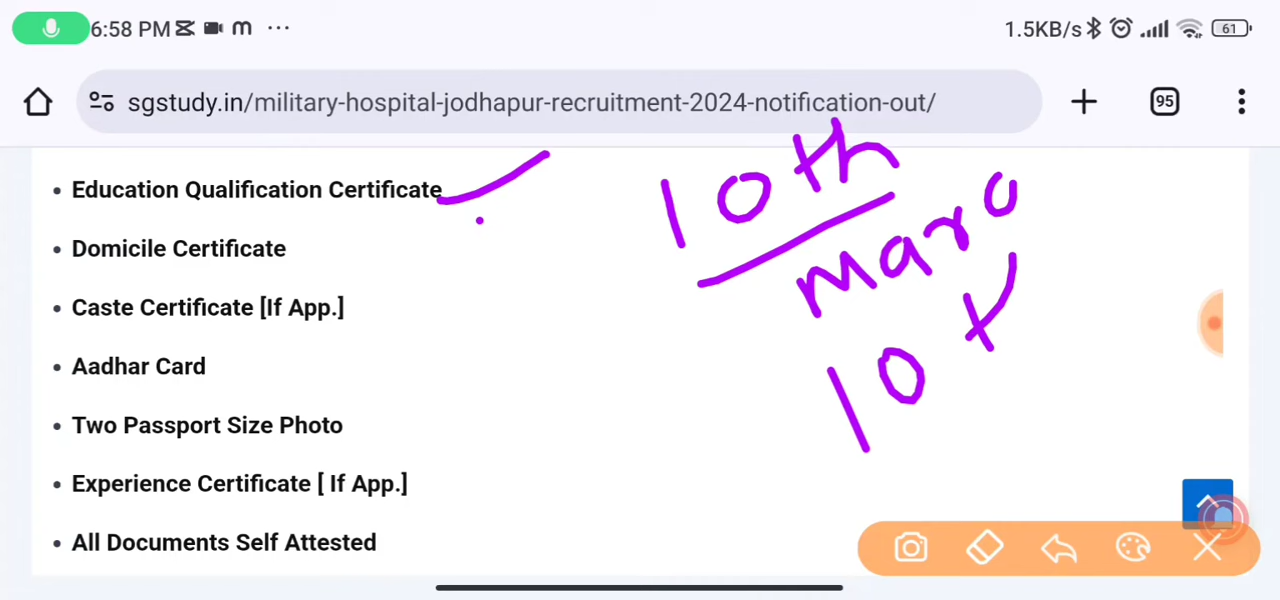 6:58 PM m ... 1.5KB/s 61
sgstudy.in/military-hospital-jodhapur-recruitment-2024-notification-out/ 95
10th
Education Qualification Certificate
marc
Domicile Certificate
Caste Certificate [If App.]
10 t
Aadhar Card
Two Passport Size Photo
Experience Certificate [ If App.]
All Documents Self Attested